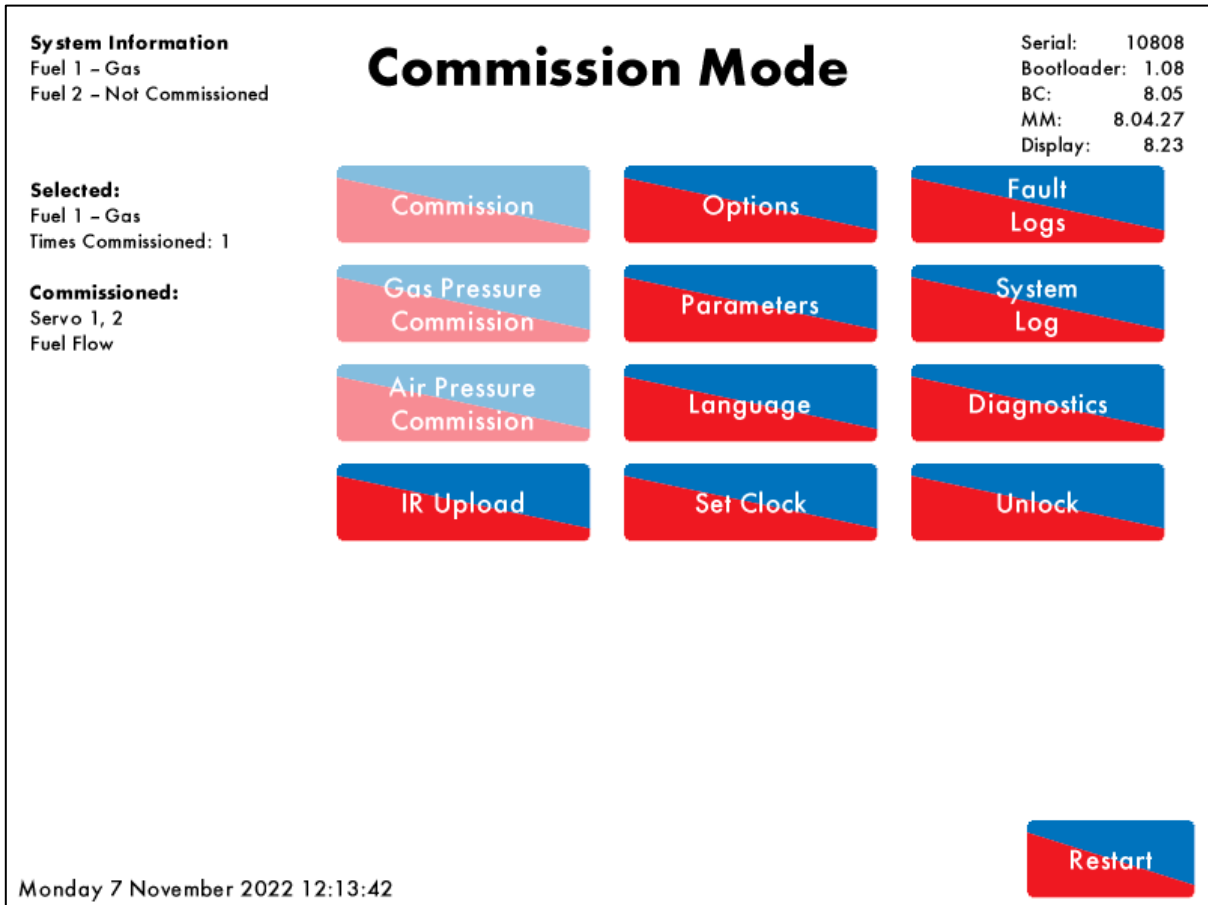 System Information
Fuel 1 – Gas
Fuel 2 – Not Commissioned
Commission Mode
Serial: 10808
Bootloader: 1.08
BC: 8.05
MM: 8.04.27
Display: 8.23
Selected:
Fuel 1 – Gas
Times Commissioned: 1
Commissioned:
Servo 1, 2
Fuel Flow
Commission
Options
Fault
Logs
Gas Pressure
Commission
Parameters
System
Log
Air Pressure
Commission
Language
Diagnostics
IR Upload
Set Clock
Unlock
Restart
Monday 7 November 2022 12:13:42